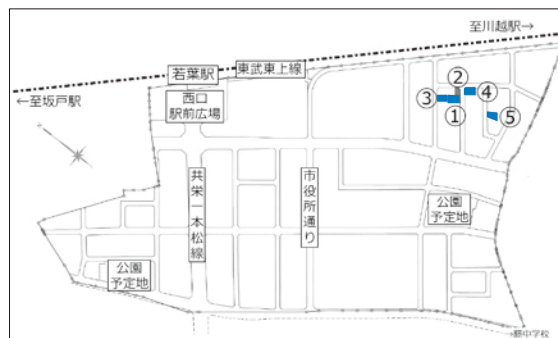 至川越駅→
東武東上線
若葉駅
←至坂戸駅
西口
駅前広場
②
③
④
①
⑤
共栄一本松線
市役所通り
公園
予定地
公園
予定地